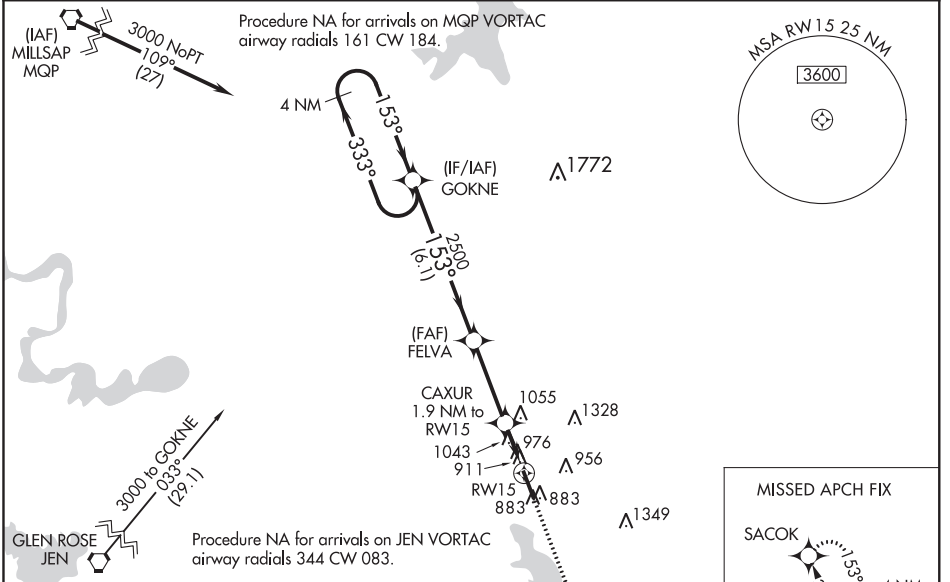 (IAF)
MILLSAP
MQP
3000 NoPT
109°
(27)
Procedure NA for arrivals on MQP VORTAC
airway radials 161 CW 184.
MSA RW15 25 NM
3600
4 NM
153°
333°
(IF/IAF)
GOKNE
1772
2500
153°
(6.1)
(FAF)
FELVA
CAXUR
1.9 NM to
RW15
1055
1328
1043
976
911
956
RW15
883
883
1349
3000 to GOKNE
033°
(29.1)
GLEN ROSE
JEN
Procedure NA for arrivals on JEN VORTAC
airway radials 344 CW 083.
MISSED APCH FIX
SACOK
153°
4 NM